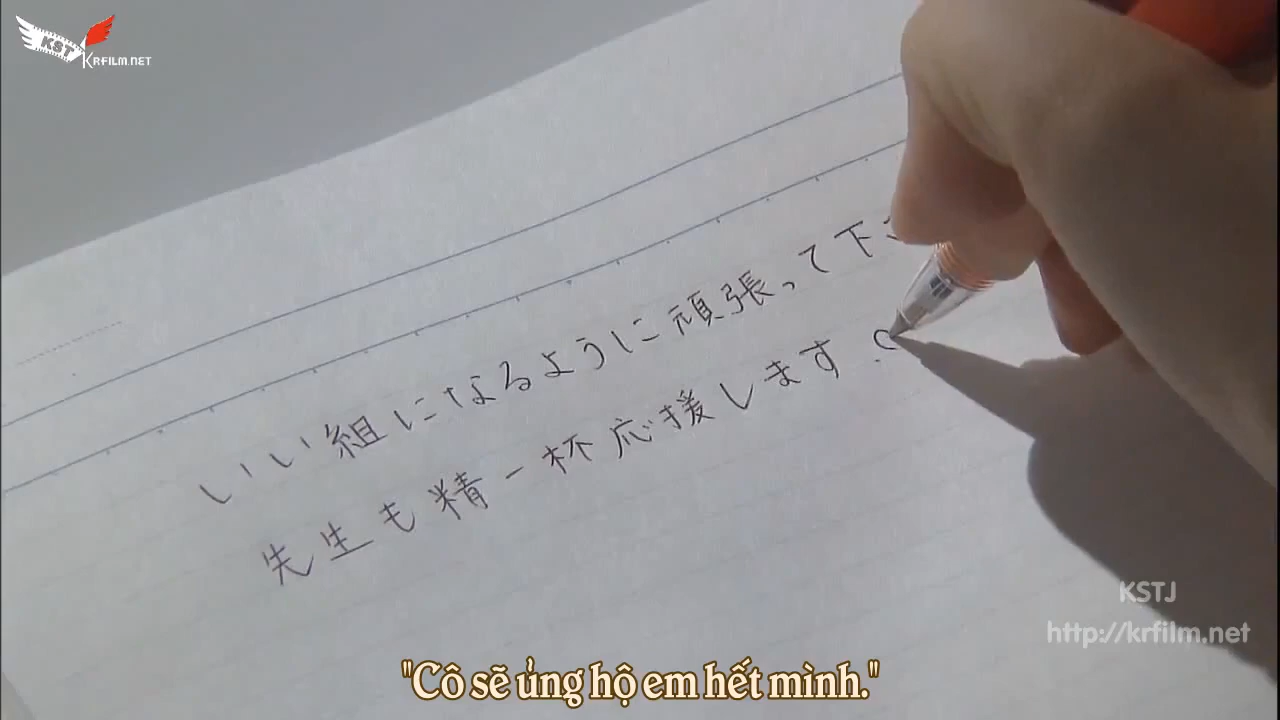 KST
KRFILM.NET
いい組になるように頑張って下さ
先生も精一杯応援します。
KSTJ
http://krfilm.net
"Cô sẽ ủng hộ em hết mình."